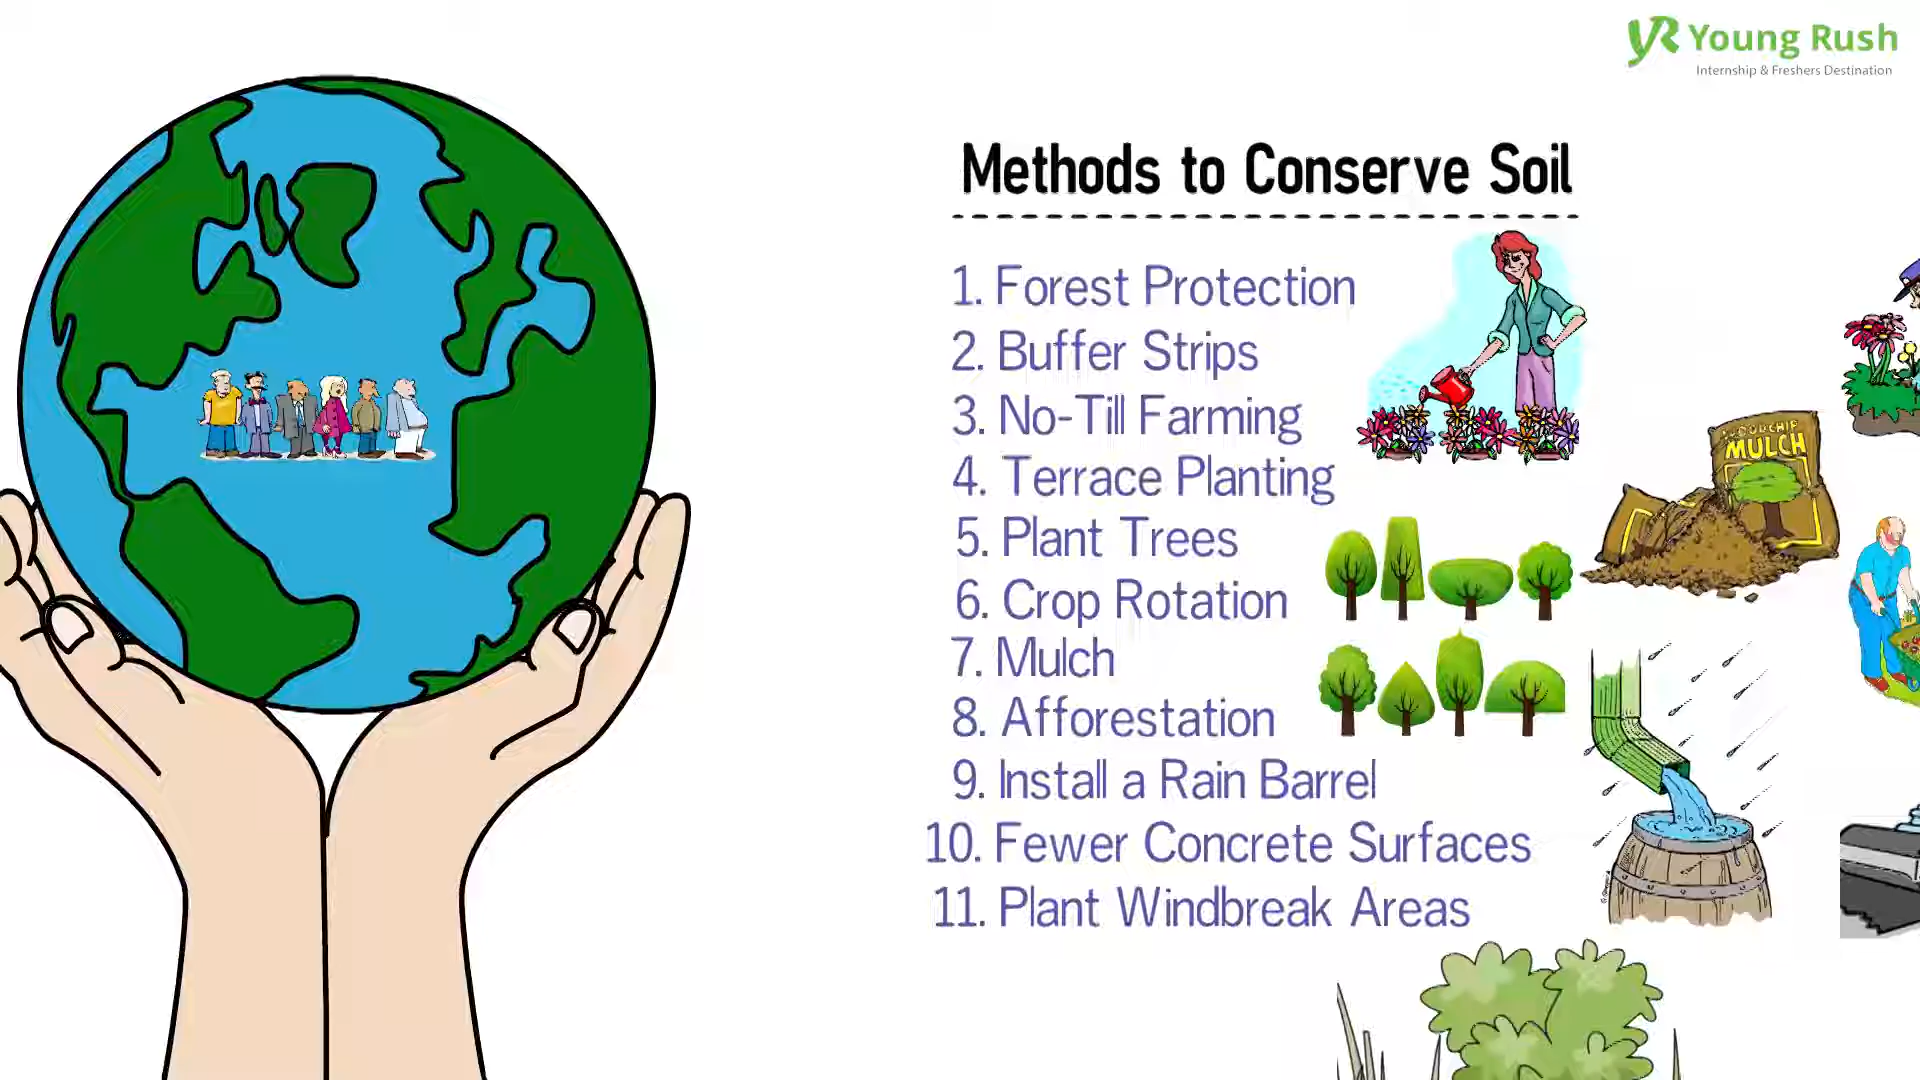 Young Rush
Internship & Freshers Destination
Methods to Conserve Soil
1. Forest Protection
2. Buffer Strips
3. No-Till Farming
4. Terrace Planting
5. Plant Trees
6. Crop Rotation
7. Mulch
8. Afforestation
9. Install a Rain Barrel
10. Fewer Concrete Surfaces
11. Plant Windbreak Areas
MULCH